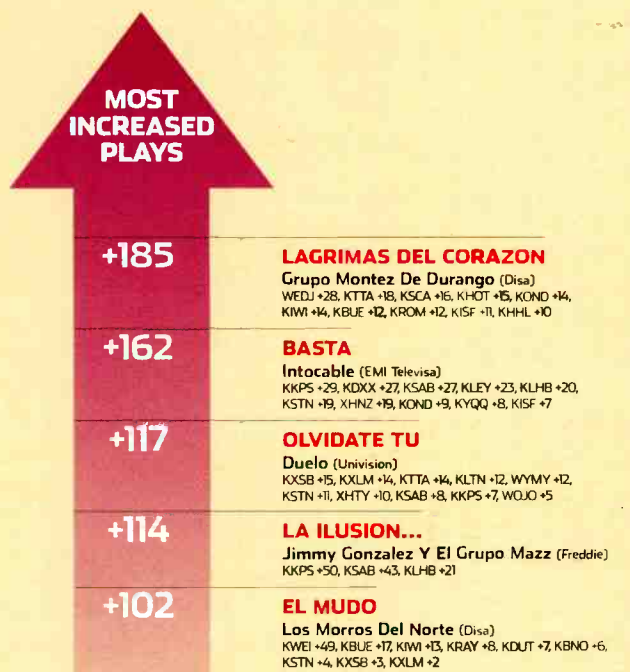 MOST
INCREASED
PLAYS
+185
LAGRIMAS DEL CORAZON
Grupo Montez De Durango (Disa)
WEDJ +28, KTTA +18, KSCA +16, KHOT +15, KOND +14,
KIWI +14, KBUE +12, KROM +12, KISF +11, KHHL +10
+162
BASTA
Intocable (EMI Televisa)
KKPS +29, KDXX +27, KSAB +27, KLEY +23, KLHB +20,
KSTN +19, XHNZ +19, KOND +9, KYQQ +8, KISF +7
+117
OLVIDATE TU
Duelo (Univision)
KXSB +15, KXLM +14, KTTA +14, KLTN +12, WYMY +12,
KSTN +11, XHTY +10, KSAB +8, KKPS +7, WOJO +5
+114
LA ILUSION...
Jimmy Gonzalez Y El Grupo Mazz (Freddie)
KKPS +50, KSAB +43, KLHB +21
+102
EL MUDO
Los Morros Del Norte (Disa)
KWEI +49, KBUE +17, KIWI +13, KRAY +8, KDUT +7, KBNO +6,
KSTN +4, KXSB +3, KXLM +2